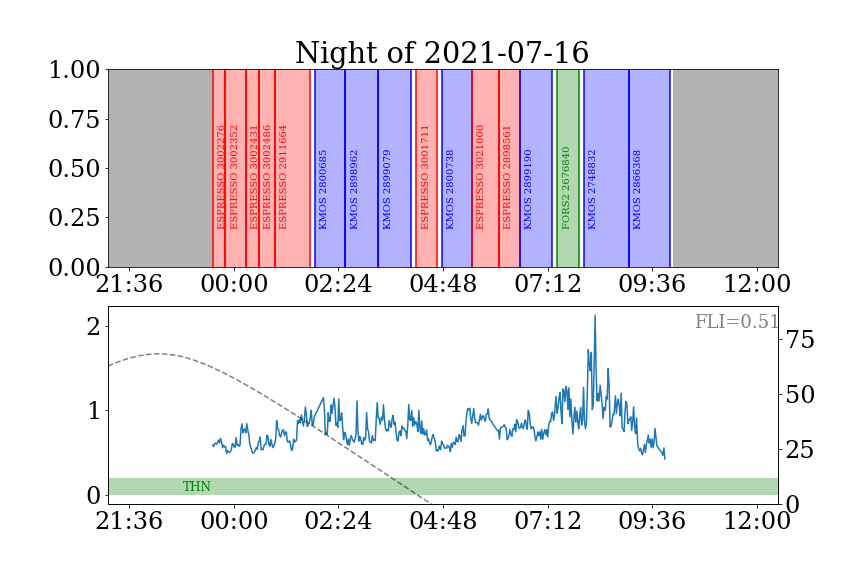 Night of 2021-07-16
1.00
0.75
0.50
0.25
0.00
ESPRESSO 3002276
ESPRESSO 3002352
ESPRESSO 3002431
ESPRESSO 3002486
ESPRESSO 2911664
KMOS 2800685
KMOS 2898962
KMOS 2899079
ESPRESSO 3001711
KMOS 2800738
ESPRESSO 3021000
ESPRESSO 2898561
KMOS 2899190
FORS2 2676840
KMOS 2748832
KMOS 2866368
21:36 00:00 02:24 04:48 07:12 09:36 12:00
FLI=0.51
2
1
0
75
50
25
0
THN
21:36 00:00 02:24 04:48 07:12 09:36 12:00